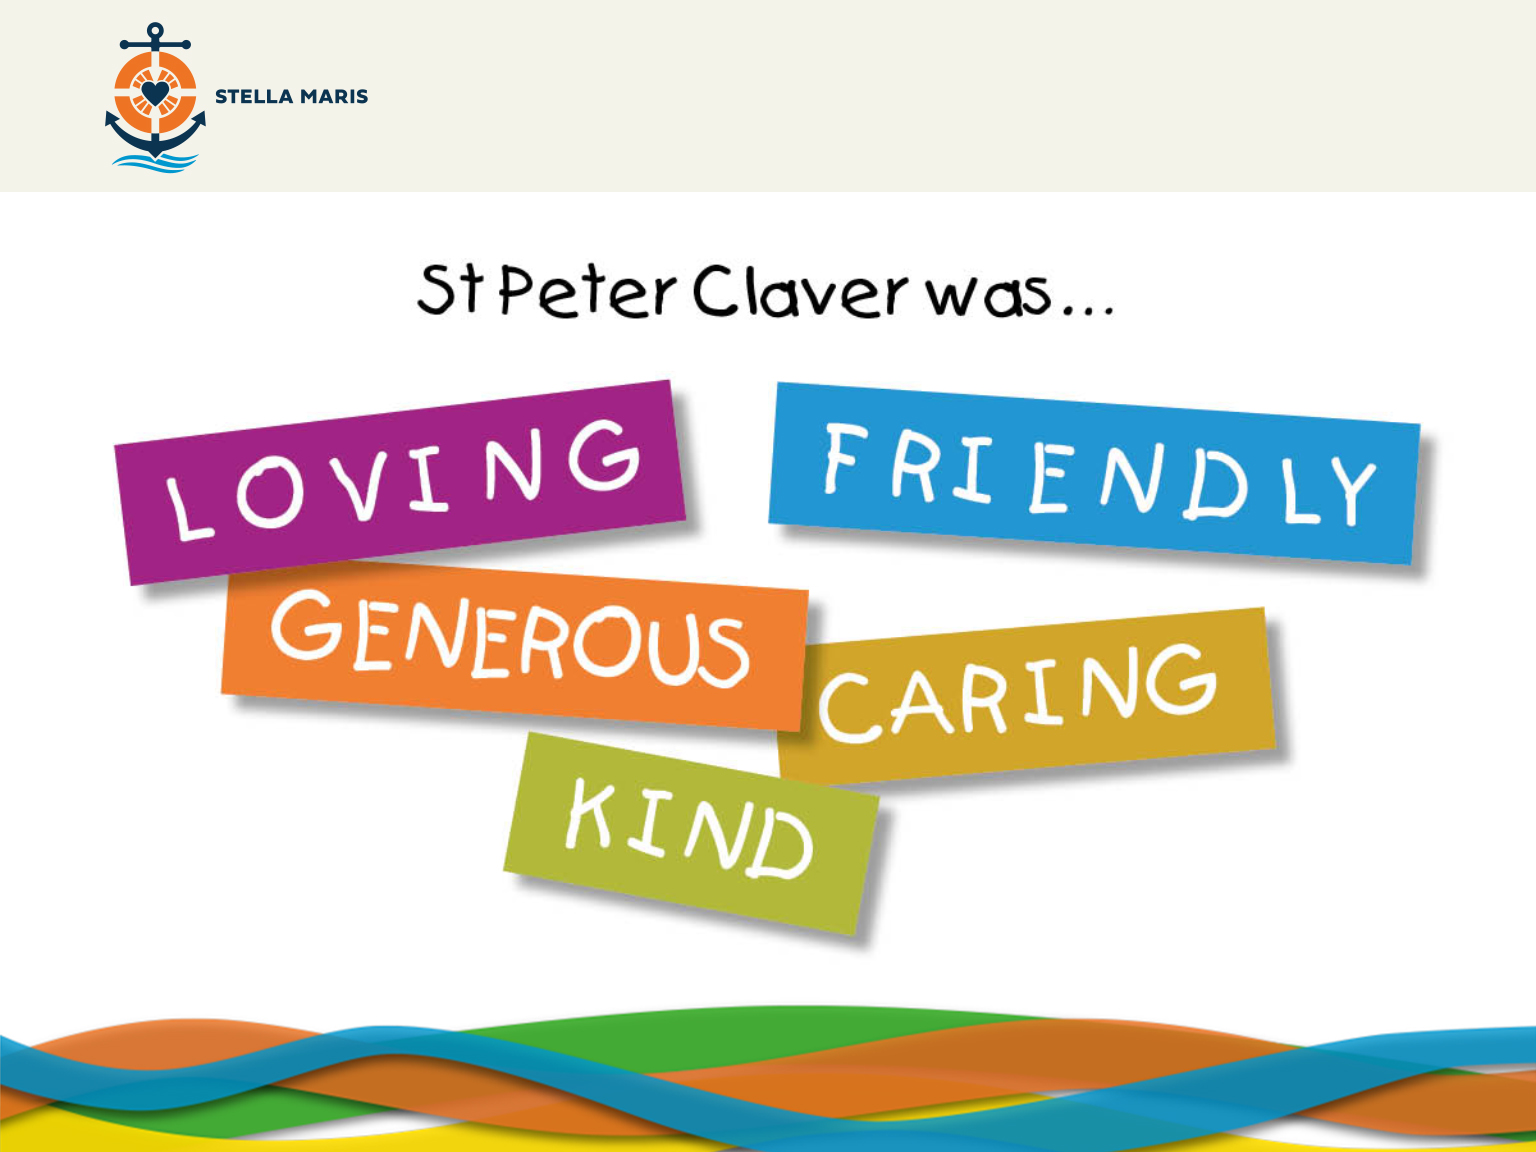 STELLA MARIS
St Peter Claver was...
LOVING
FRIENDLY
GENEROUS
CARING
KIND